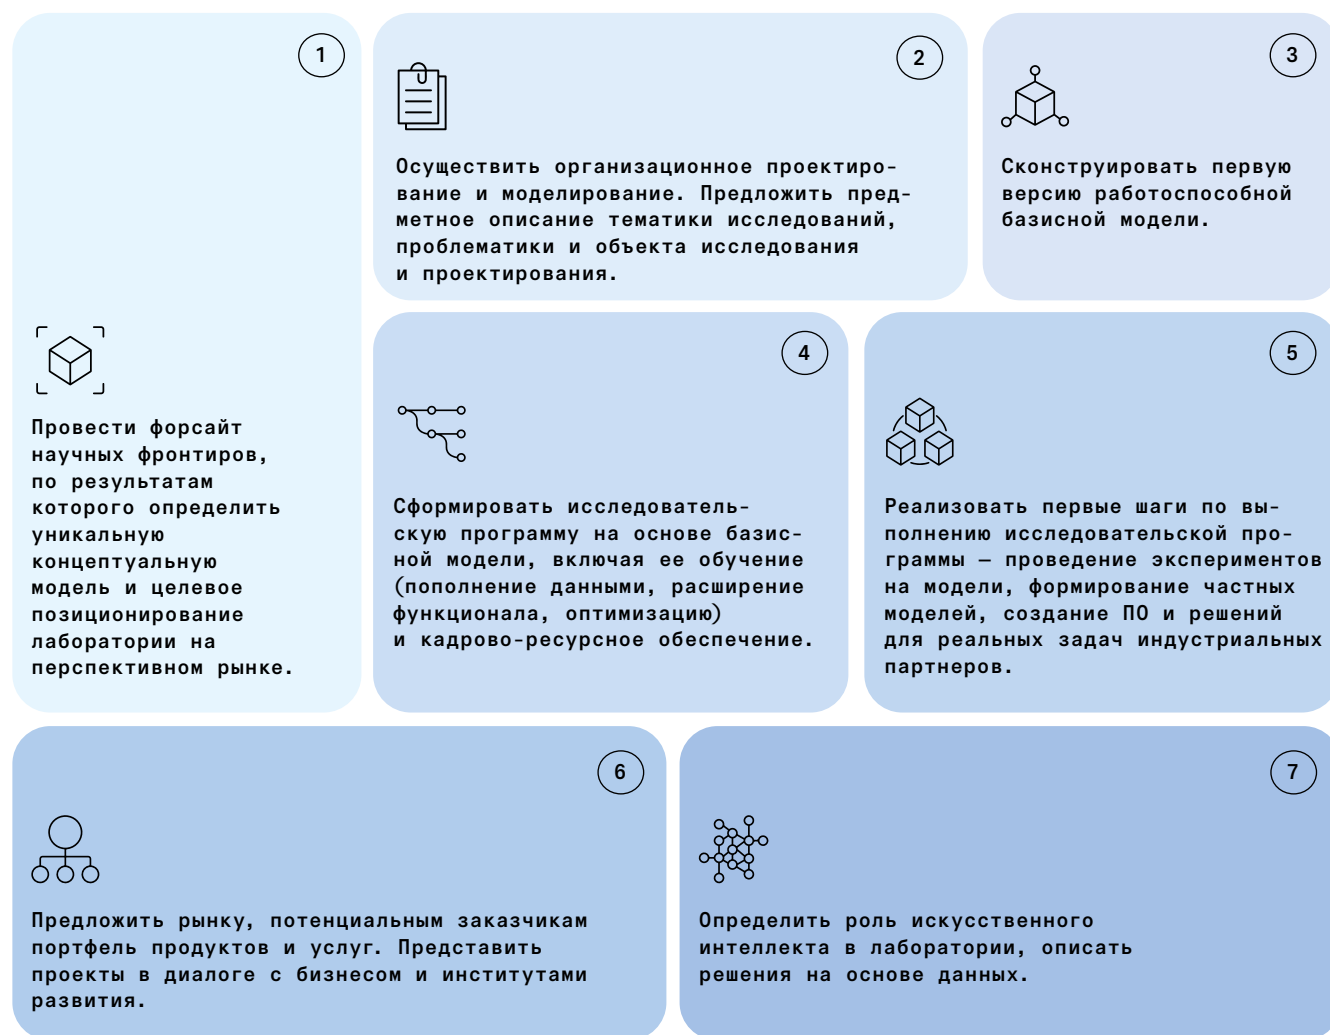 1
Провести форсайт
научных фронтиров,
по результатам
которого определить
уникальную
концептуальную
модель и целевое
позиционирование
лаборатории на
перспективном рынке.
2
Осуществить организационное проектиро-
вание и моделирование. Предложить пред-
метное описание тематики исследований,
проблематики и объекта исследования
и проектирования.
3
Сконструировать первую
версию работоспособной
базисной модели.
4
Сформировать исследователь-
скую программу на основе базис-
ной модели, включая ее обучение
(пополнение данными, расширение
функционала, оптимизацию)
и кадрово-ресурсное обеспечение.
5
Реализовать первые шаги по вы-
полнению исследовательской про-
граммы — проведение экспериментов
на модели, формирование частных
моделей, создание ПО и решений
для реальных задач индустриальных
партнеров.
6
Предложить рынку, потенциальным заказчикам
портфель продуктов и услуг. Представить
проекты в диалоге с бизнесом и институтами
развития.
7
Определить роль искусственного
интеллекта в лаборатории, описать
решения на основе данных.